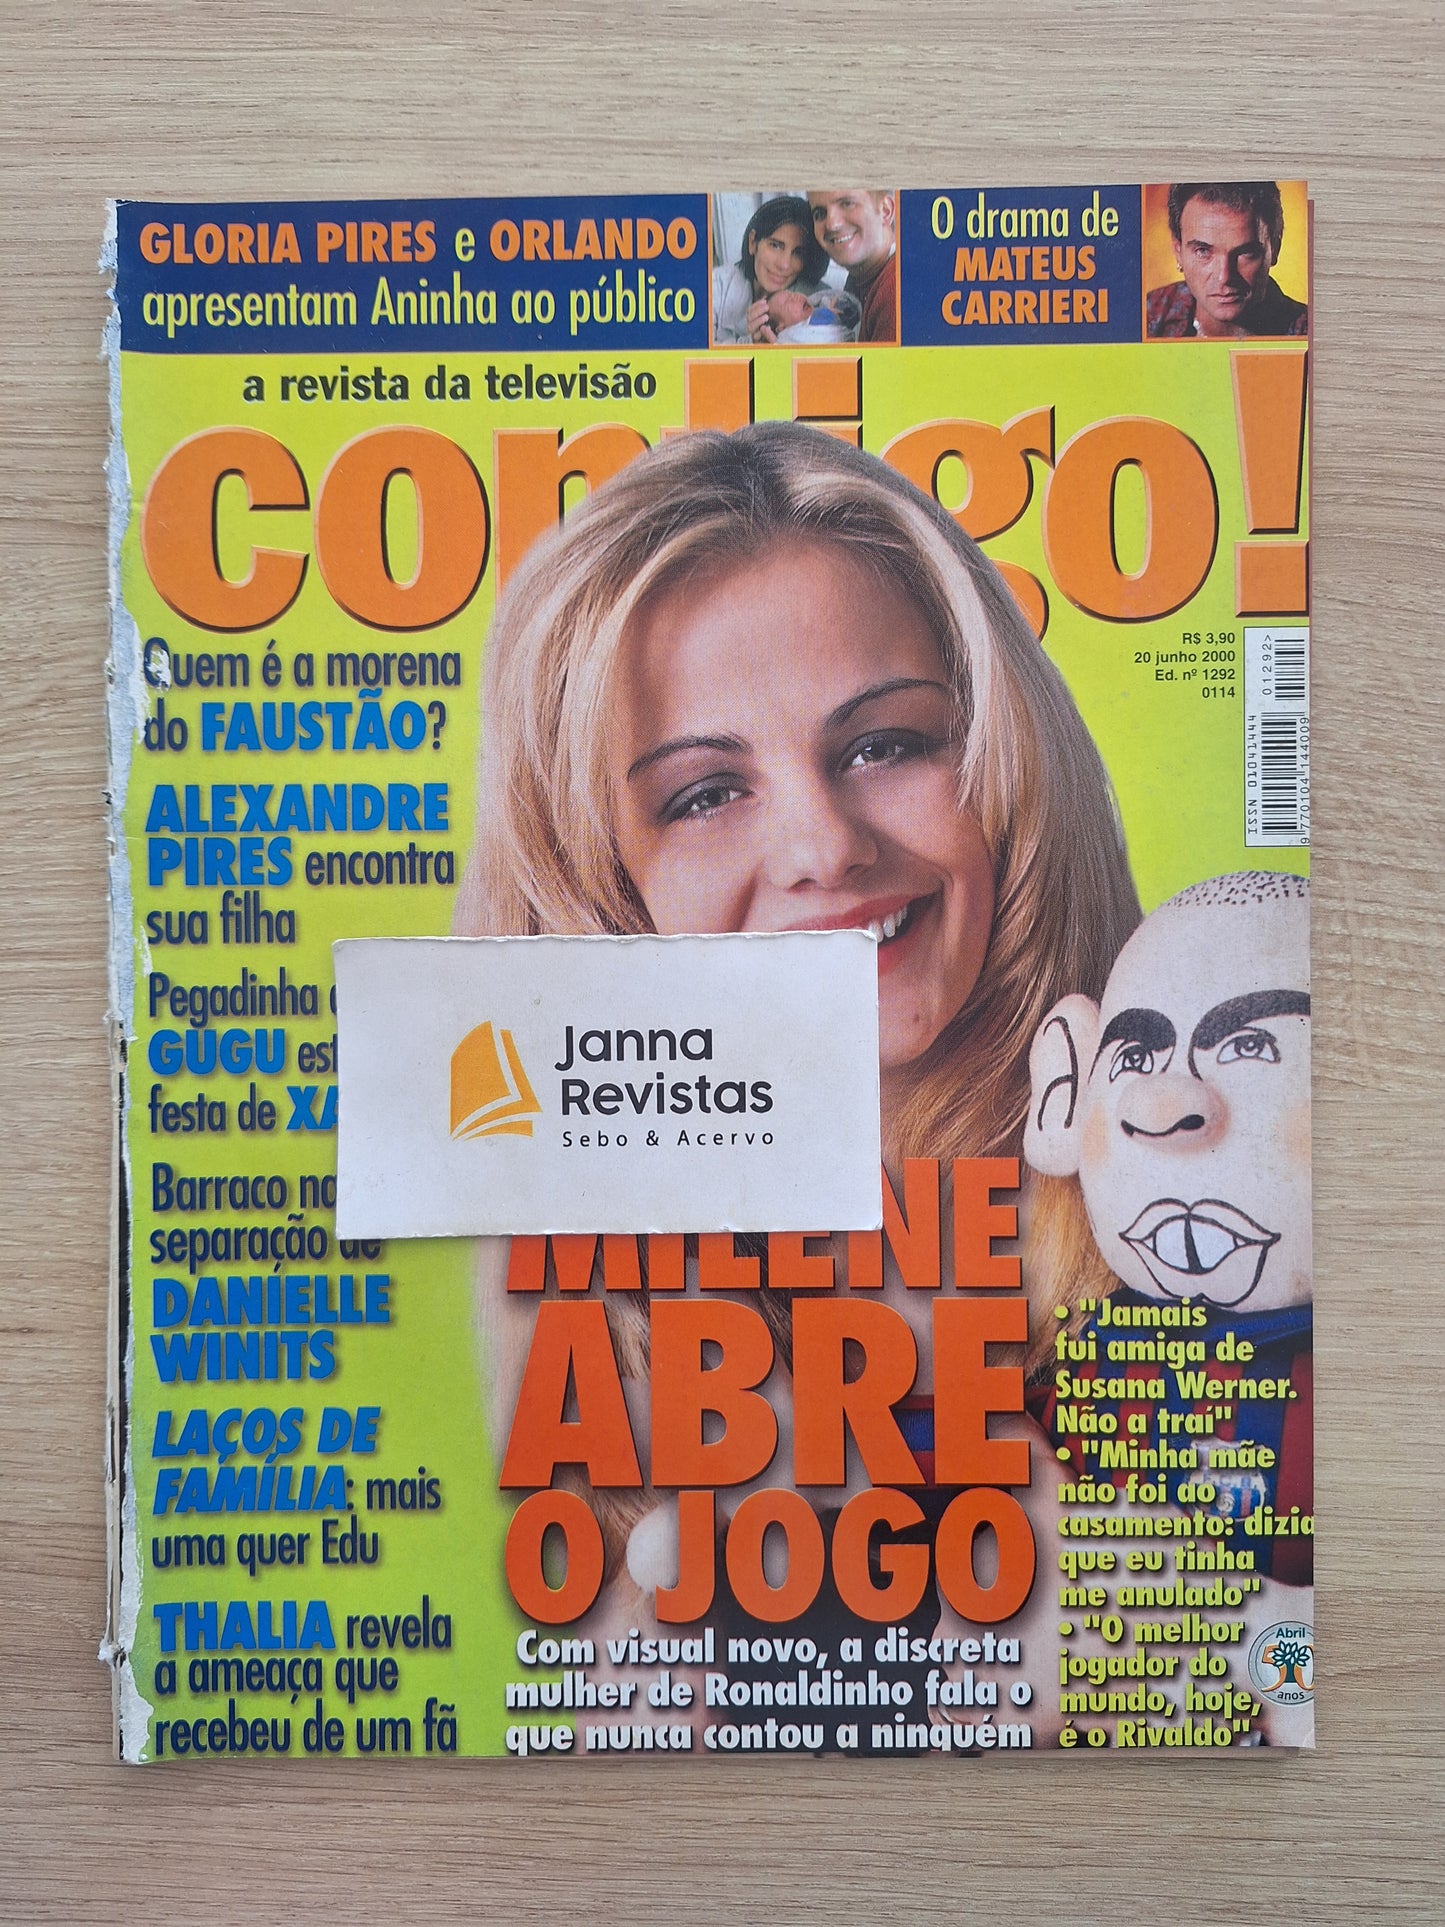 GLORIA PIRES e ORLANDO
apresentam Aninha ao público
O drama de
MATEUS
CARRIERI
a revista da televisão
contigo!
R$ 3,90
20 junho 2000
Ed. nº 1292
0114
01292>
ISSN 01041444
9 770104 144009
Quem é a morena
do FAUSTÃO?
ALEXANDRE
PIRES encontra
sua filha
Pegadinha
GUGU
festa de
Barraco na
separação de
DANIELLE
WINITS
LAÇOS DE
FAMÍLIA: mais
uma quer Edu
THALIA revela
a ameaça que
recebeu de um fã
Janna
Revistas
Sebo & Acervo
MILENE
ABRE
O JOGO
Com visual novo, a discreta
mulher de Ronaldinho fala o
que nunca contou a ninguém
• "Jamais
fui amiga de
Susana Werner.
Não a traí"
• "Minha mãe
não foi ao
casamento: dizia
que eu tinha
me anulado"
• "O melhor
jogador do
mundo, hoje,
é o Rivaldo"
Abril
50
anos